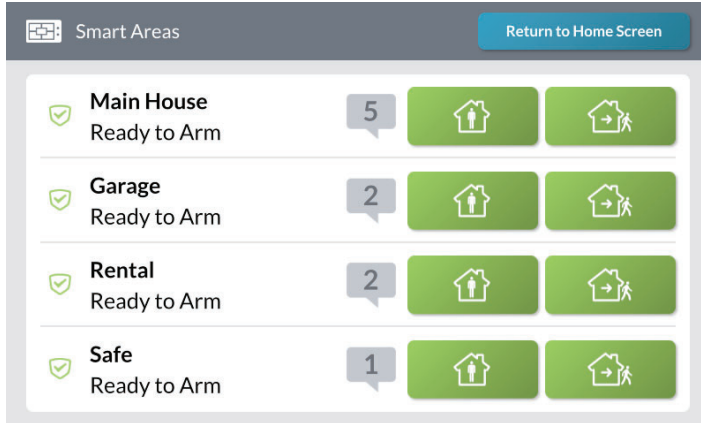 Smart Areas
Return to Home Screen
Main House
Ready to Arm
5
Garage
Ready to Arm
2
Rental
Ready to Arm
2
Safe
Ready to Arm
1